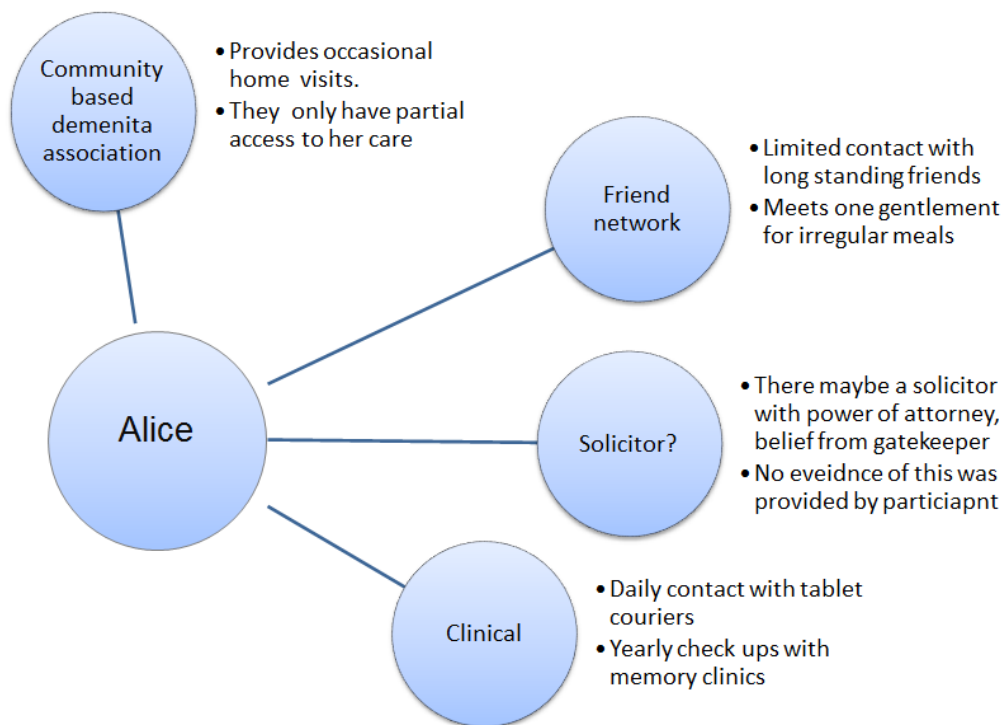 Community
based
demenita
association
• Provides occasional
home visits.
• They only have partial
access to her care
Friend
network
• Limited contact with
long standing friends
• Meets one gentlement
for irregular meals
Alice
Solicitor?
• There maybe a solicitor
with power of attorney,
belief from gatekeeper
• No eveidnce of this was
provided by particiapnt
Clinical
• Daily contact with tablet
couriers
• Yearly check ups with
memory clinics